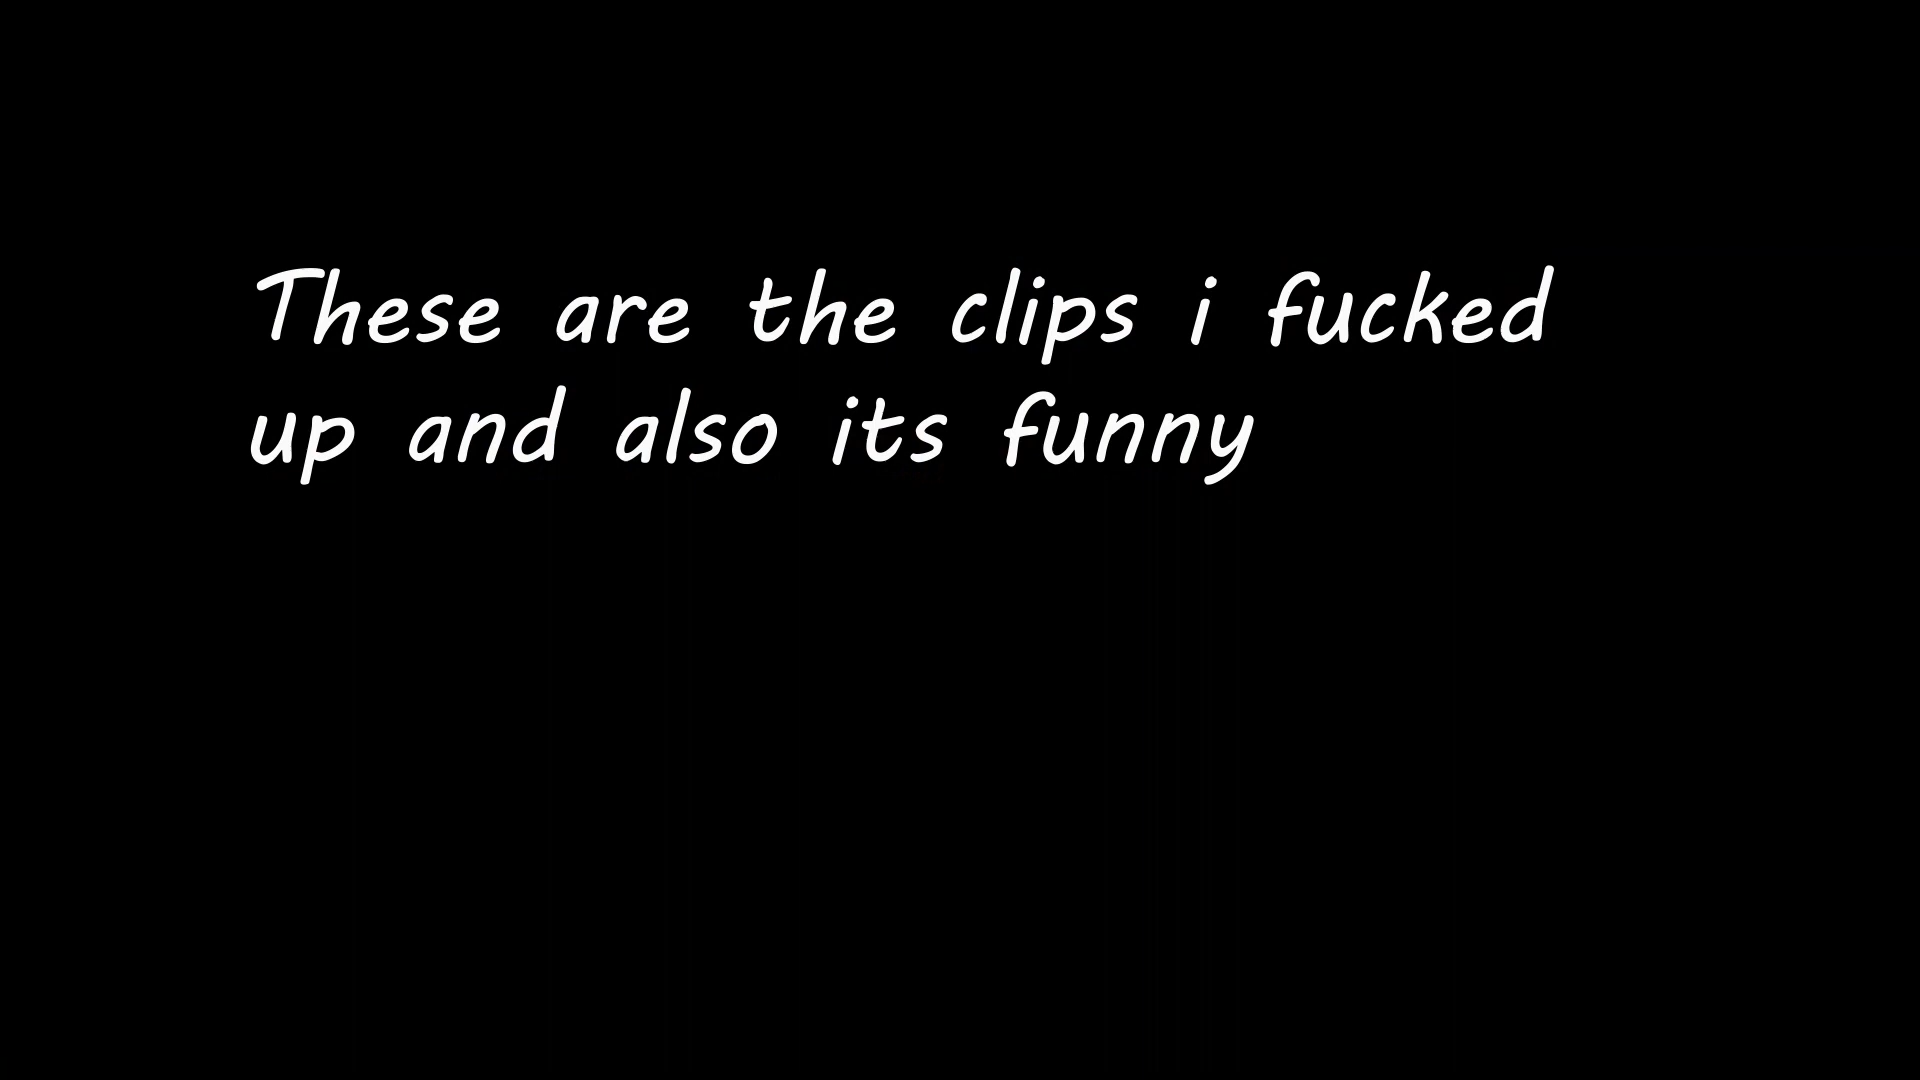 These are the clips i fucked
up and also its funny